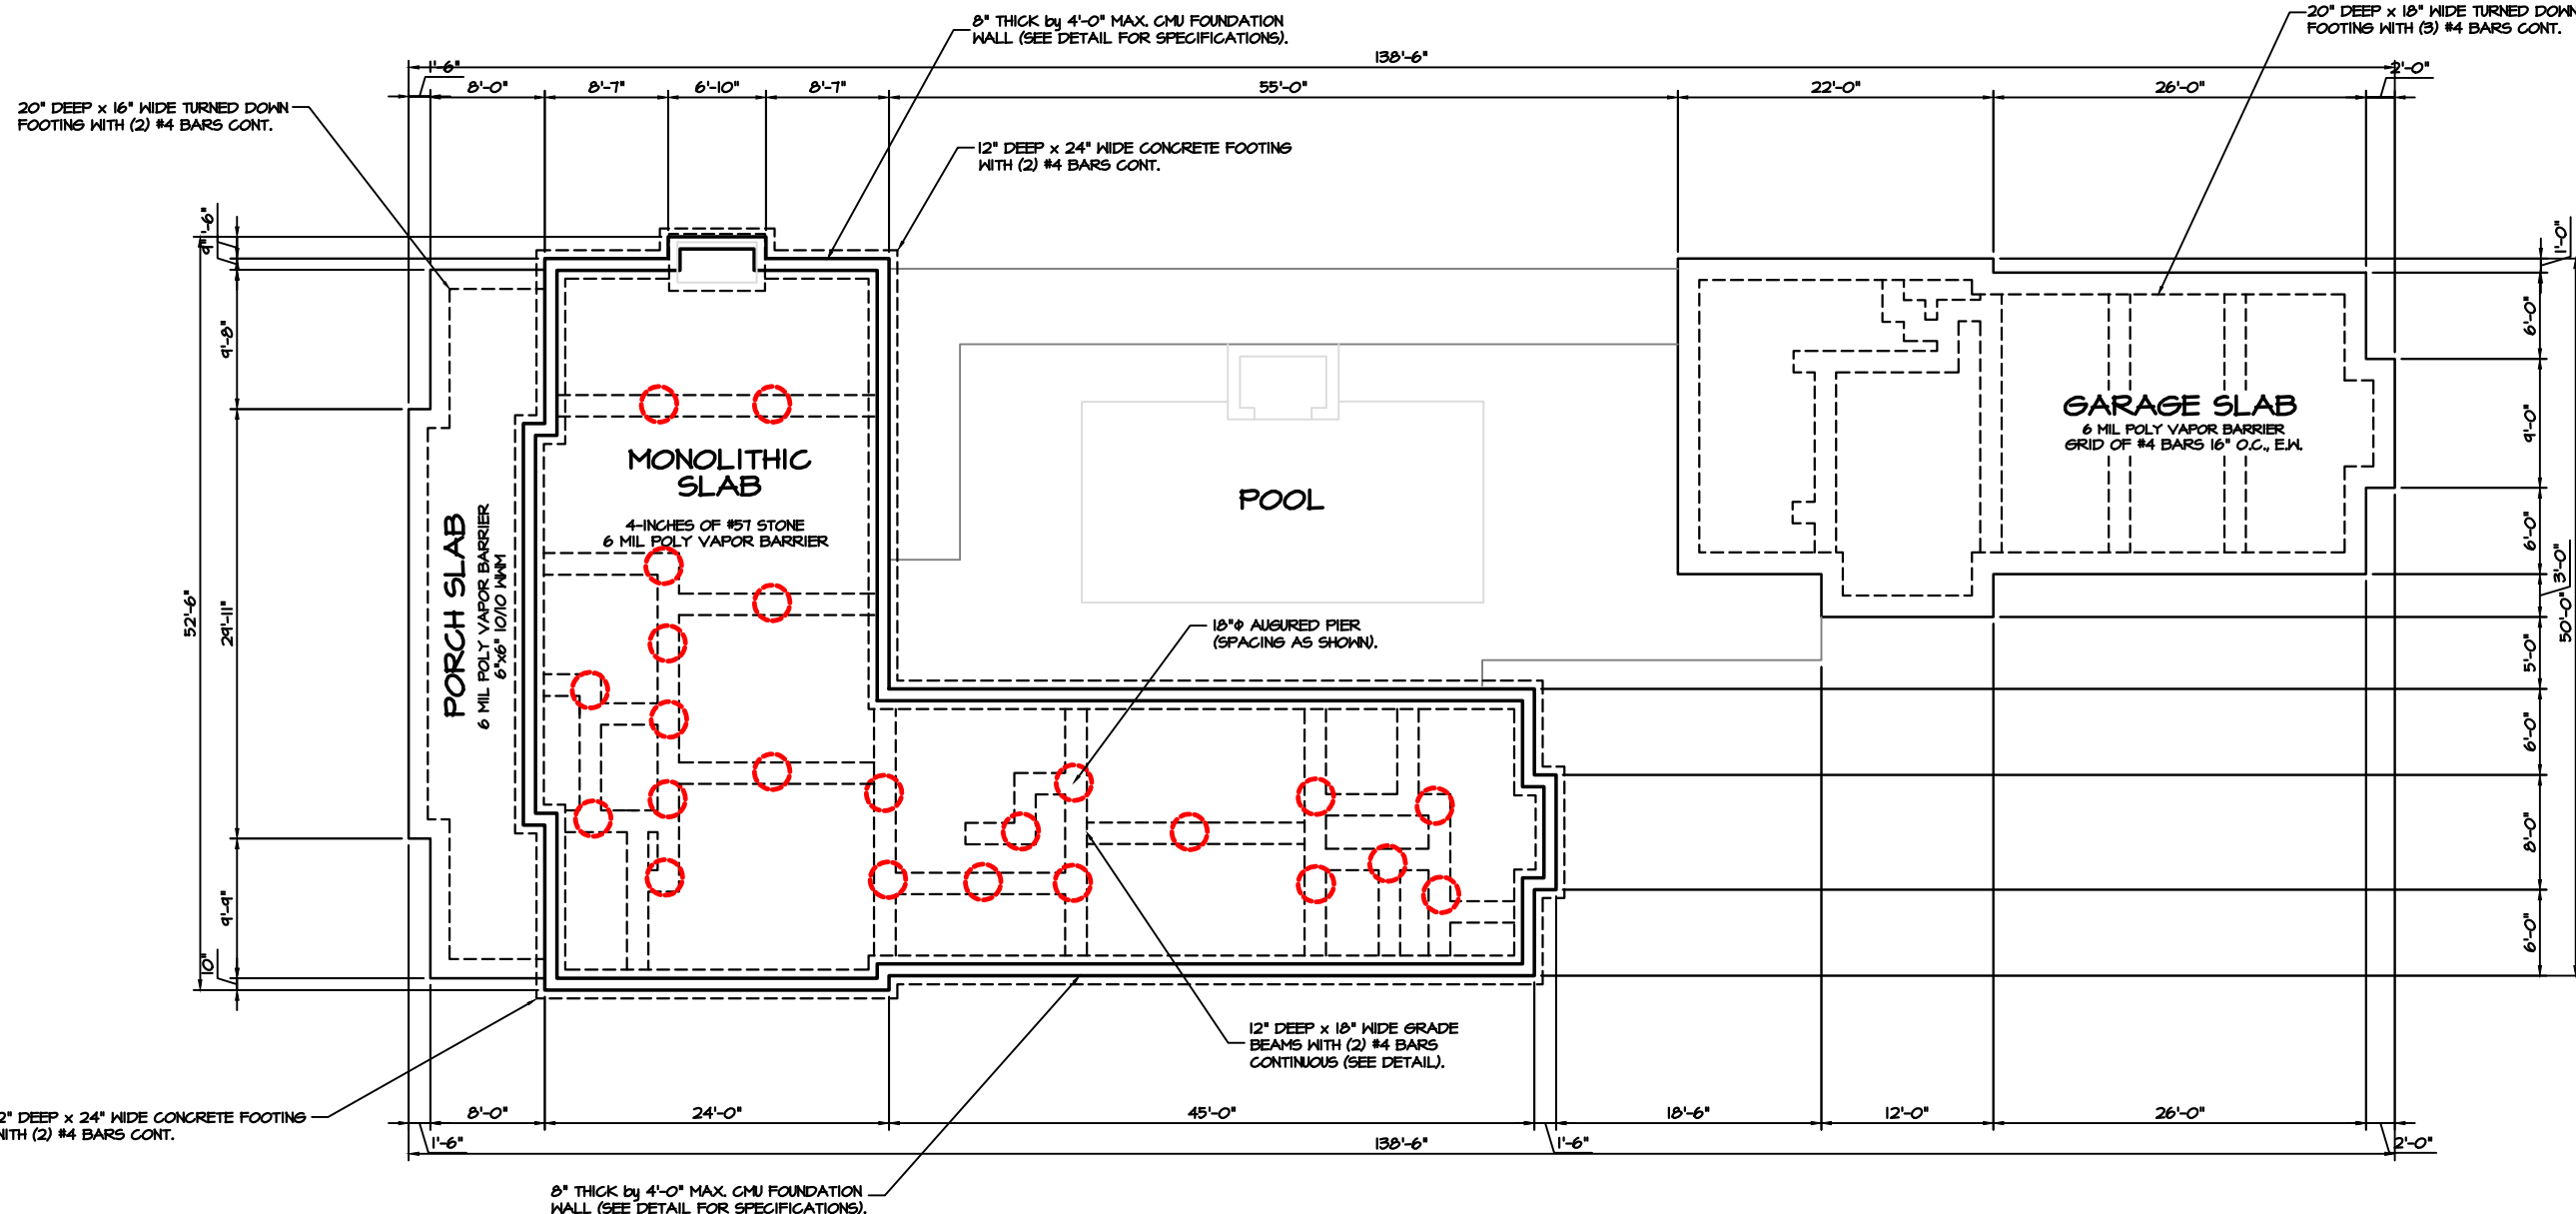 8" THICK by 4'-0" MAX. CMU FOUNDATION
WALL (SEE DETAIL FOR SPECIFICATIONS).
20" DEEP x 18" WIDE TURNED DOWN
FOOTING WITH (3) #4 BARS CONT.
138'-6"
1'-6"
8'-0"
8'-7"
6'-10"
8'-7"
55'-0"
22'-0"
26'-0"
2'-0"
20" DEEP x 16" WIDE TURNED DOWN
FOOTING WITH (2) #4 BARS CONT.
12" DEEP x 24" WIDE CONCRETE FOOTING
WITH (2) #4 BARS CONT.
1'-6"
9"
9'-8"
29'-11"
52'-6"
9'-9"
10"
MONOLITHIC
SLAB
4-INCHES OF #57 STONE
6 MIL POLY VAPOR BARRIER
PORCH SLAB
6 MIL POLY VAPOR BARRIER
6"x6" 10/10 WWM
POOL
18"Φ AUGURED PIER
(SPACING AS SHOWN).
GARAGE SLAB
6 MIL POLY VAPOR BARRIER
GRID OF #4 BARS 16" O.C., E.W.
1'-0"
6'-0"
9'-0"
6'-0"
3'-0"
50'-0"
5'-0"
6'-0"
8'-0"
6'-0"
12" DEEP x 18" WIDE GRADE
BEAMS WITH (2) #4 BARS
CONTINUOUS (SEE DETAIL).
2" DEEP x 24" WIDE CONCRETE FOOTING
WITH (2) #4 BARS CONT.
8'-0"
24'-0"
45'-0"
18'-6"
12'-0"
26'-0"
1'-6"
138'-6"
1'-6"
2'-0"
8" THICK by 4'-0" MAX. CMU FOUNDATION
WALL (SEE DETAIL FOR SPECIFICATIONS).